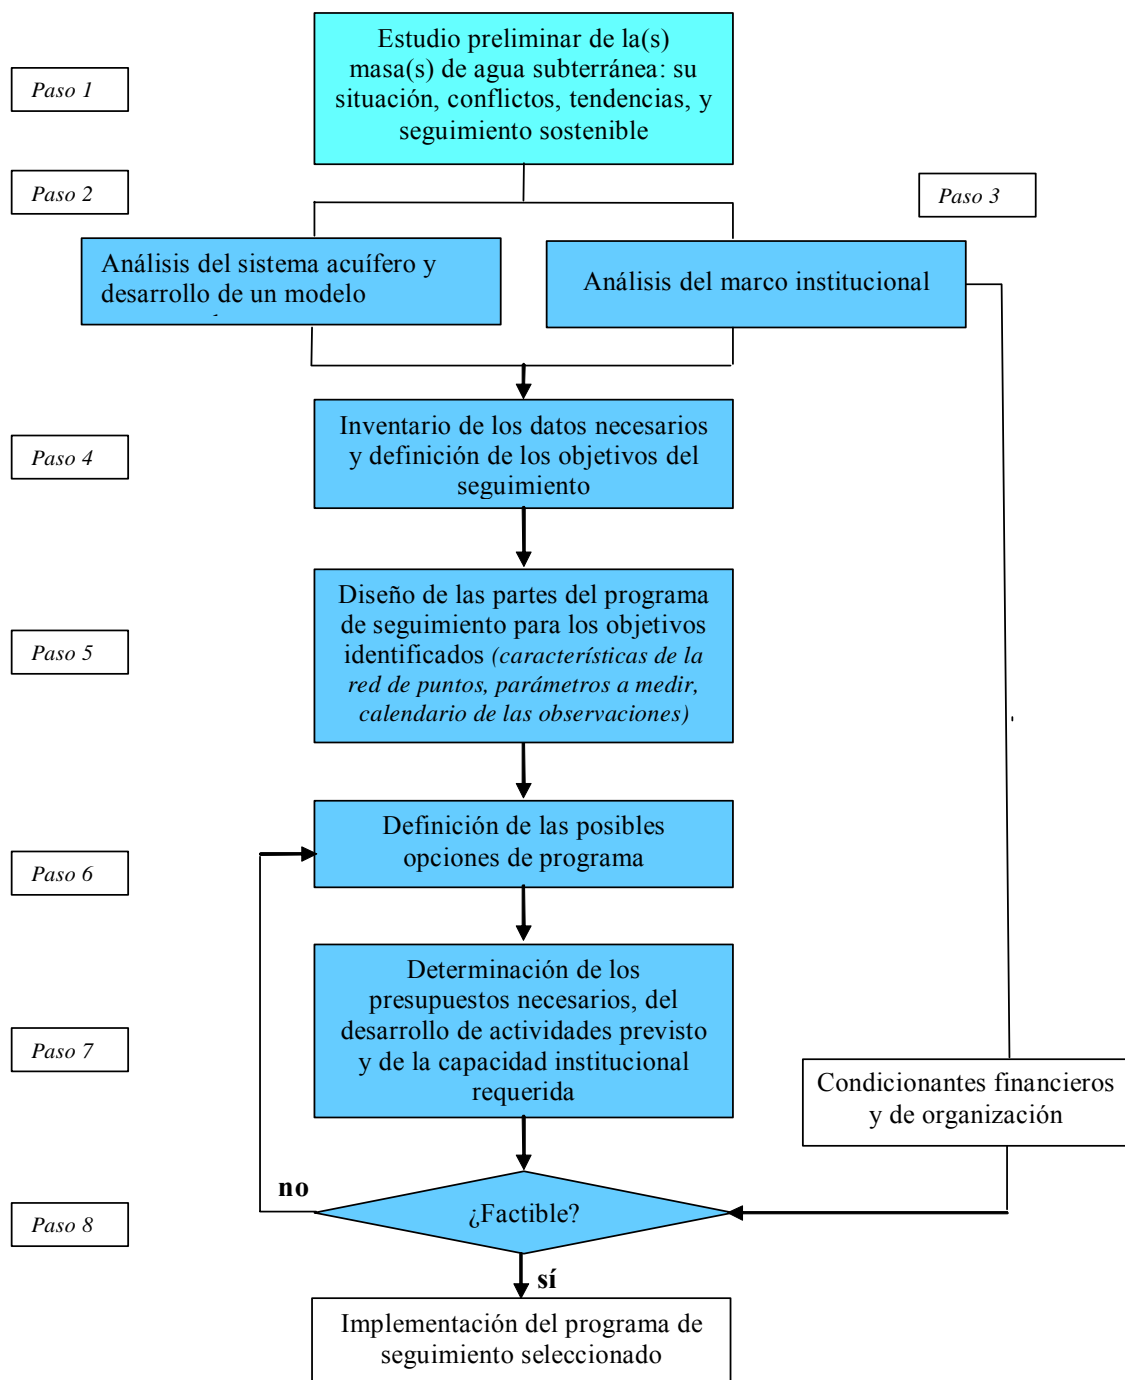 Paso 1
Estudio preliminar de la(s)
masa(s) de agua subterránea: su
situación, conflictos, tendencias, y
seguimiento sostenible
Paso 2
Paso 3
Análisis del sistema acuífero y
desarrollo de un modelo
Análisis del marco institucional
Paso 4
Inventario de los datos necesarios
y definición de los objetivos del
seguimiento
Paso 5
Diseño de las partes del programa
de seguimiento para los objetivos
identificados (características de la
red de puntos, parámetros a medir,
calendario de las observaciones)
Paso 6
Definición de las posibles
opciones de programa
Paso 7
Determinación de los
presupuestos necesarios, del
desarrollo de actividades previsto
y de la capacidad institucional
requerida
Condicionantes financieros
y de organización
Paso 8
no
¿Factible?
sí
Implementación del programa de
seguimiento seleccionado